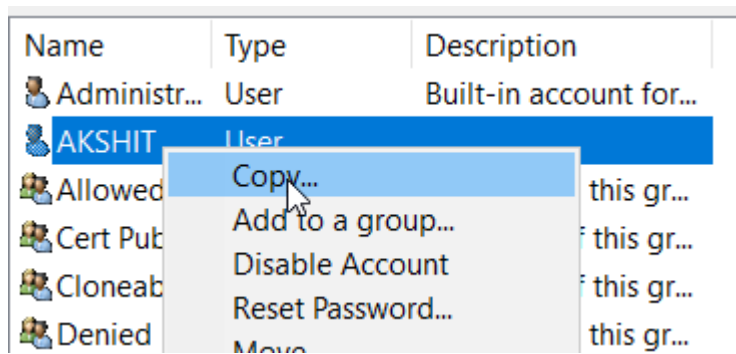 Name Type Description
Administr... User Built-in account for...
AKSHIT User
Copy...
Allowed this gr...
Add to a group...
Cert Pub this gr...
Disable Account
Cloneab this gr...
Reset Password...
Denied this gr...
Move